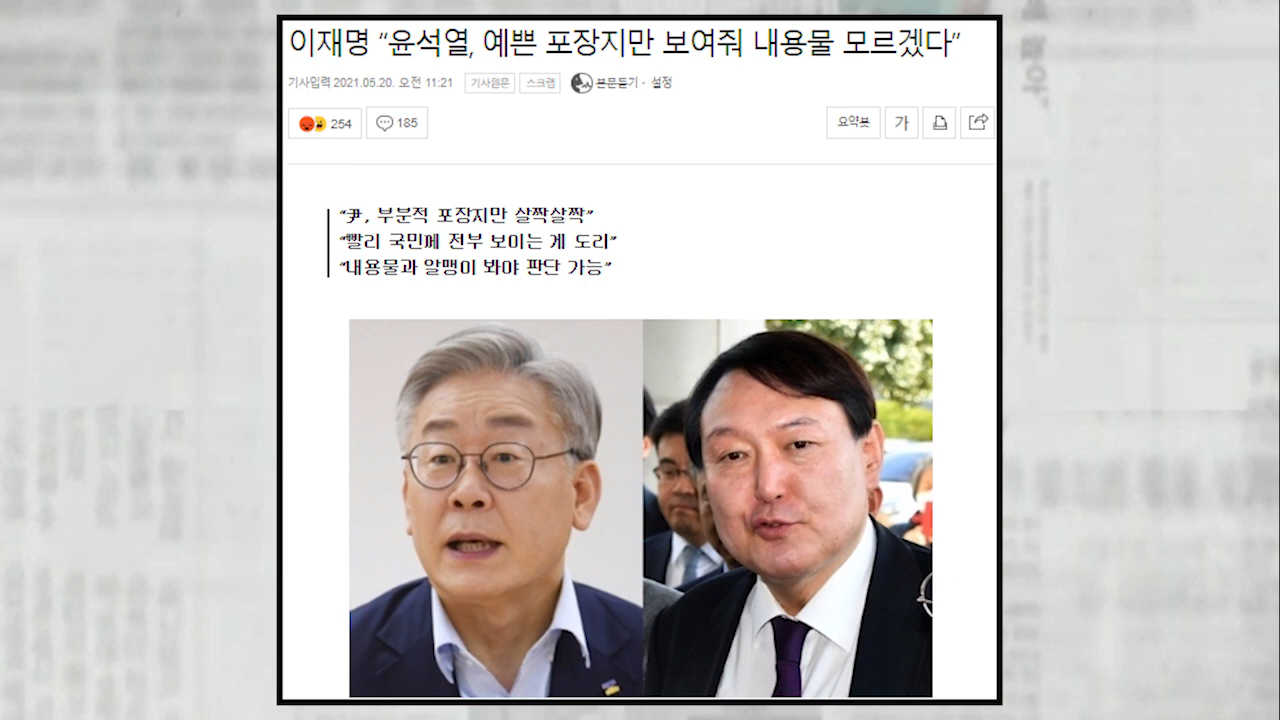 이재명 “윤석열, 예쁜 포장지만 보여줘 내용물 모르겠다”
기사입력 2021.05.20. 오전 11:21 기사원문 스크랩 본문듣기 · 설정
254 185 요약봇 가
“尹, 부분적 포장지만 살짝살짝”
“빨리 국민께 전부 보이는 게 도리”
“내용물과 알맹이 봐야 판단 가능”